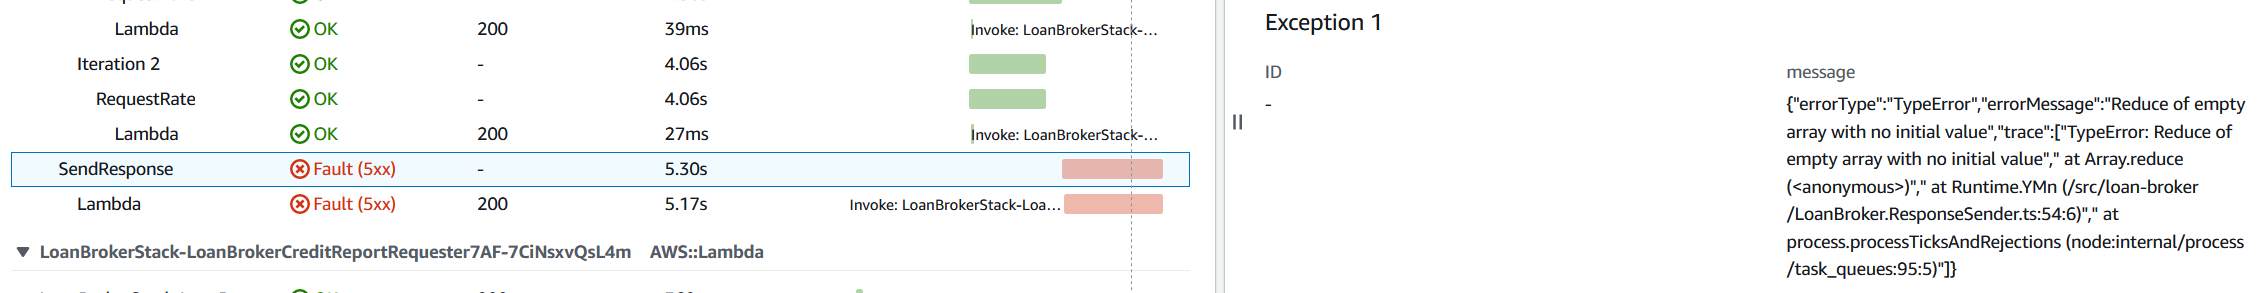 Lambda OK 200 39ms Invoke: LoanBrokerStack-...
Iteration 2 OK - 4.06s
RequestRate OK - 4.06s
Lambda OK 200 27ms Invoke: LoanBrokerStack-...
SendResponse Fault (5xx) - 5.30s
Lambda Fault (5xx) 200 5.17s Invoke: LoanBrokerStack-Loa...
LoanBrokerStack-LoanBrokerCreditReportRequester7AF-7CiNsxvQsL4m AWS::Lambda
Exception 1
ID
-
message
{"errorType":"TypeError","errorMessage":"Reduce of empty
array with no initial value","trace":["TypeError: Reduce of
empty array with no initial value"," at Array.reduce
(<anonymous>)"," at Runtime.YMn (/src/loan-broker
/LoanBroker.ResponseSender.ts:54:6)"," at
process.processTicksAndRejections (node:internal/process
/task_queues:95:5)"]}